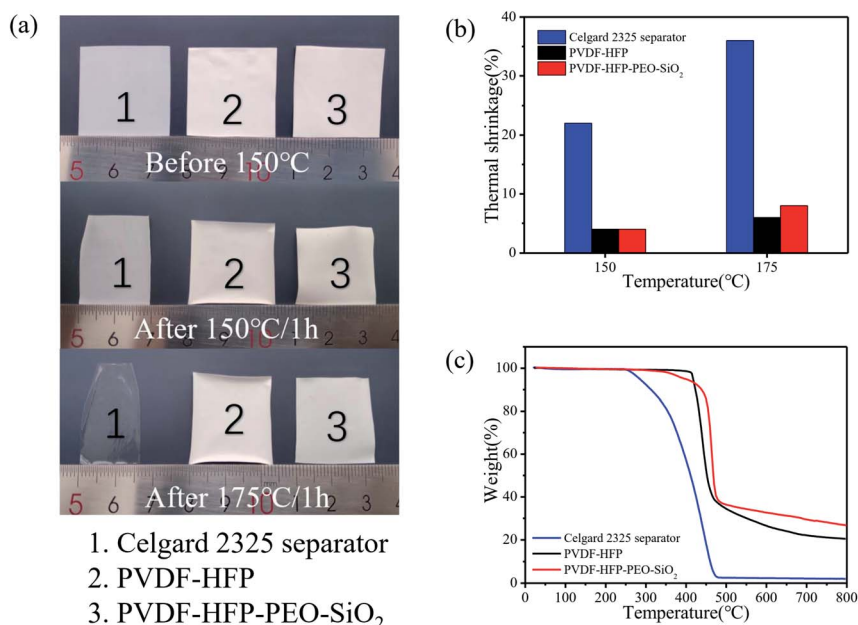 (a)
1 2 3
5 6 7 8 9 10 1 2 3 4
Before 150℃
1 2 3
5 6 7 8 9 10 1 2 3 4
After 150℃/1h
1 2 3
5 6 7 8 9 10 1 2 3 4
After 175℃/1h
1. Celgard 2325 separator
2. PVDF-HFP
3. PVDF-HFP-PEO-SiO₂
(b)
Thermal shrinkage(%)
40
30
20
10
0
Celgard 2325 separator
PVDF-HFP
PVDF-HFP-PEO-SiO₂
150 175
Temperature(℃)
(c)
Weight(%)
100
80
60
40
20
0
Celgard 2325 separator
PVDF-HFP
PVDF-HFP-PEO-SiO₂
0 100 200 300 400 500 600 700 800
Temperature(℃)